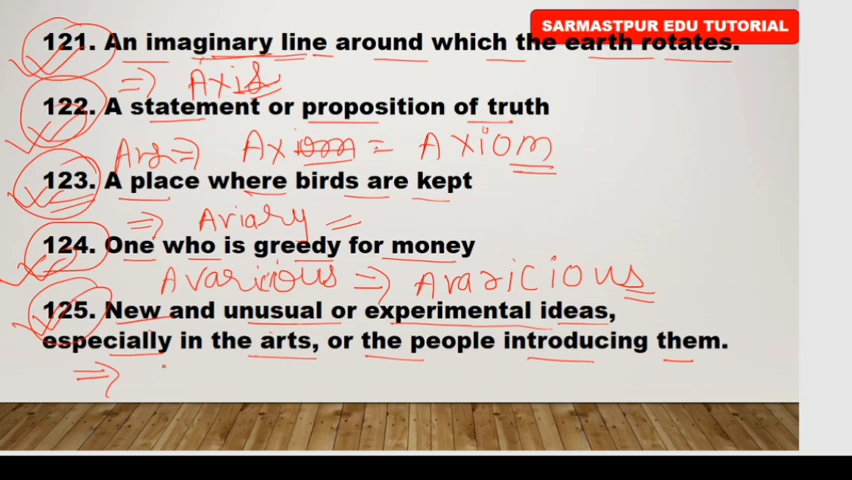 SARMASTPUR EDU TUTORIAL
121. An imaginary line around which the earth rotates.
⇒ Axis
122. A statement or proposition of truth
Ans ⇒ Axiom = AXiOm
123. A place where birds are kept
⇒ Aviary =
124. One who is greedy for money
Avaricious ⇒ AvaricCious
125. New and unusual or experimental ideas,
especially in the arts, or the people introducing them.
⇒